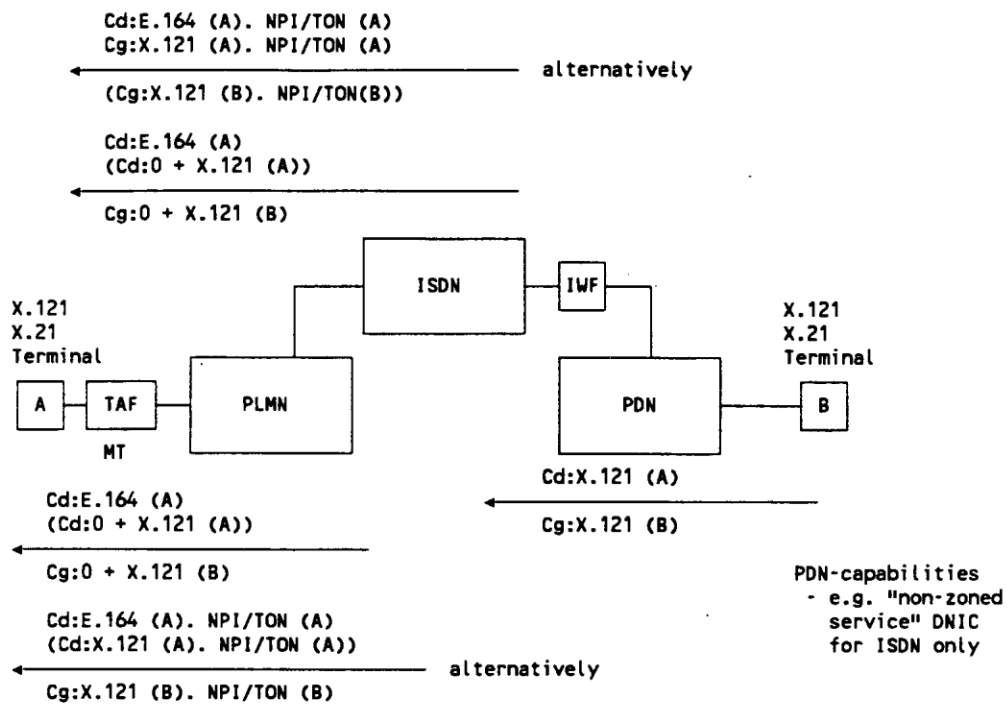 Cd:E.164 (A). NPI/TON (A)
Cg:X.121 (A). NPI/TON (A)
alternatively
(Cg:X.121 (B). NPI/TON(B))
Cd:E.164 (A)
(Cd:0 + X.121 (A))
Cg:0 + X.121 (B)
ISDN
IWF
X.121
X.21
Terminal
X.121
X.21
Terminal
A
TAF
PLMN
PDN
B
MT
Cd:X.121 (A)
Cg:X.121 (B)
Cd:E.164 (A)
(Cd:0 + X.121 (A))
Cg:0 + X.121 (B)
PDN-capabilities
- e.g. "non-zoned
service" DNIC
for ISDN only
Cd:E.164 (A). NPI/TON (A)
(Cd:X.121 (A). NPI/TON (A))
alternatively
Cg:X.121 (B). NPI/TON (B)